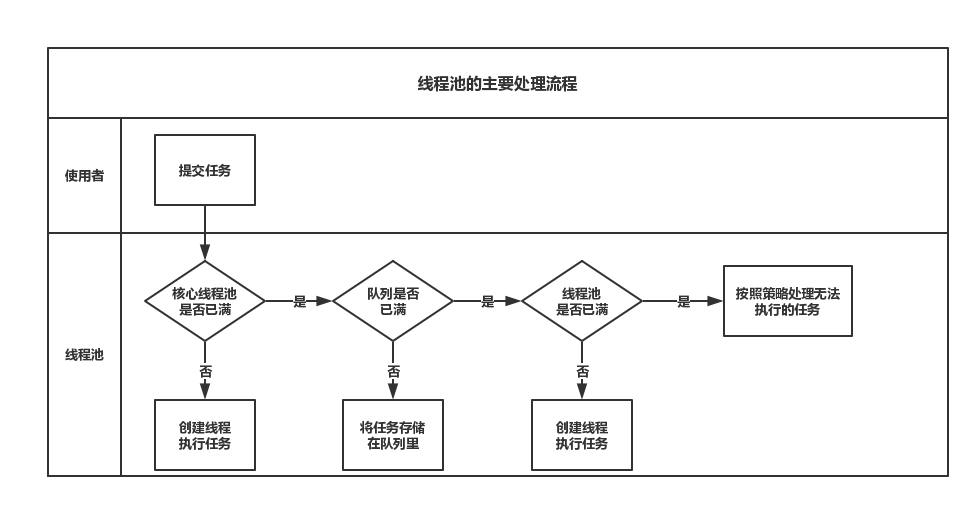 线程池的主要处理流程
使用者
提交任务
线程池
核心线程池
是否已满
是
队列是否
已满
是
线程池
是否已满
是
按照策略处理无法
执行的任务
否
否
否
创建线程
执行任务
将任务存储
在队列里
创建线程
执行任务